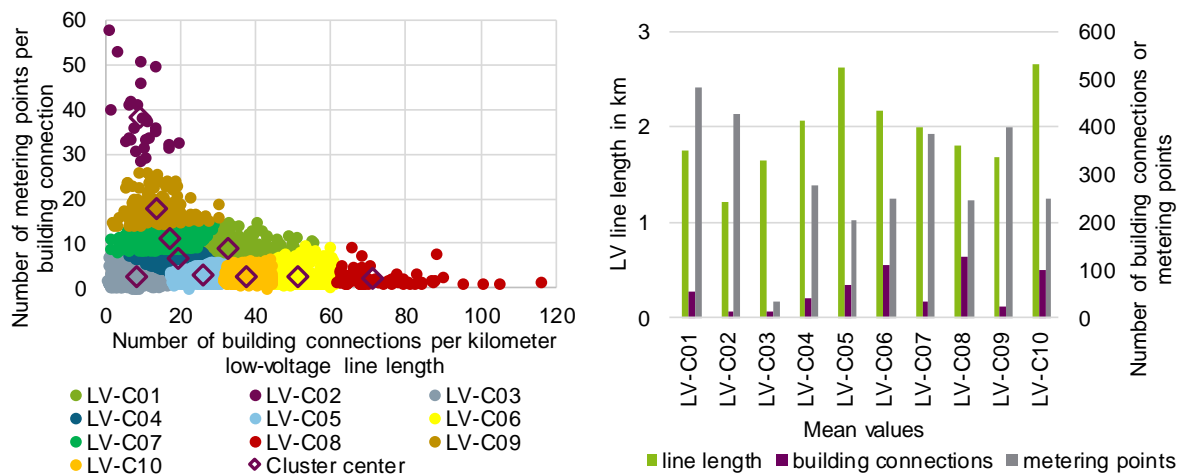 Number of metering points per
building connection
60
50
40
30
20
10
0
0 20 40 60 80 100 120
Number of building connections per kilometer
low-voltage line length
LV-C01 LV-C02 LV-C03
LV-C04 LV-C05 LV-C06
LV-C07 LV-C08 LV-C09
LV-C10 Cluster center
LV line length in km
3
2
1
0
600
500
400
300
200
100
0
Number of building connections or
metering points
LV-C01
LV-C02
LV-C03
LV-C04
LV-C05
LV-C06
LV-C07
LV-C08
LV-C09
LV-C10
Mean values
line length building connections metering points